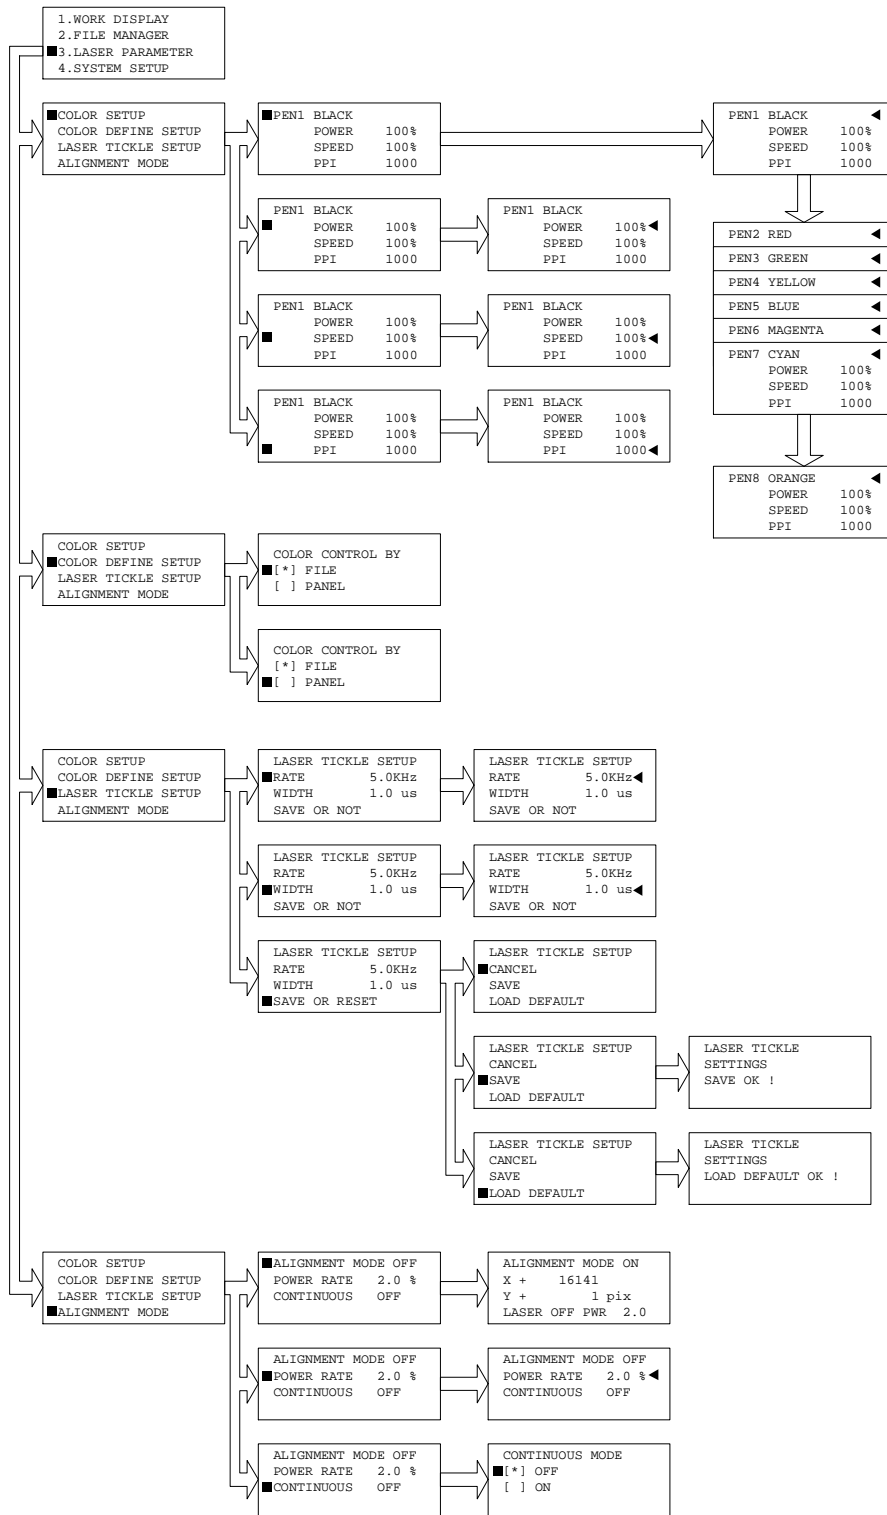 1.WORK DISPLAY
2.FILE MANAGER
3.LASER PARAMETER
4.SYSTEM SETUP
COLOR SETUP
COLOR DEFINE SETUP
LASER TICKLE SETUP
ALIGNMENT MODE
PEN1 BLACK
POWER 100%
SPEED 100%
PPI 1000
PEN1 BLACK
POWER 100%
SPEED 100%
PPI 1000
PEN1 BLACK
POWER 100%
SPEED 100%
PPI 1000
PEN1 BLACK
POWER 100%
SPEED 100%
PPI 1000
PEN2 RED
PEN3 GREEN
PEN4 YELLOW
PEN5 BLUE
PEN6 MAGENTA
PEN7 CYAN
POWER 100%
SPEED 100%
PPI 1000
PEN1 BLACK
POWER 100%
SPEED 100%
PPI 1000
PEN1 BLACK
POWER 100%
SPEED 100%
PPI 1000
PEN1 BLACK
POWER 100%
SPEED 100%
PPI 1000
PEN1 BLACK
POWER 100%
SPEED 100%
PPI 1000
PEN8 ORANGE
POWER 100%
SPEED 100%
PPI 1000
COLOR SETUP
COLOR DEFINE SETUP
LASER TICKLE SETUP
ALIGNMENT MODE
COLOR CONTROL BY
[*] FILE
[ ] PANEL
COLOR CONTROL BY
[*] FILE
[ ] PANEL
COLOR SETUP
COLOR DEFINE SETUP
LASER TICKLE SETUP
ALIGNMENT MODE
LASER TICKLE SETUP
RATE 5.0KHz
WIDTH 1.0 us
SAVE OR NOT
LASER TICKLE SETUP
RATE 5.0KHz
WIDTH 1.0 us
SAVE OR NOT
LASER TICKLE SETUP
RATE 5.0KHz
WIDTH 1.0 us
SAVE OR NOT
LASER TICKLE SETUP
RATE 5.0KHz
WIDTH 1.0 us
SAVE OR NOT
LASER TICKLE SETUP
RATE 5.0KHz
WIDTH 1.0 us
SAVE OR RESET
LASER TICKLE SETUP
CANCEL
SAVE
LOAD DEFAULT
LASER TICKLE SETUP
CANCEL
SAVE
LOAD DEFAULT
LASER TICKLE
SETTINGS
SAVE OK !
LASER TICKLE SETUP
CANCEL
SAVE
LOAD DEFAULT
LASER TICKLE
SETTINGS
LOAD DEFAULT OK !
COLOR SETUP
COLOR DEFINE SETUP
LASER TICKLE SETUP
ALIGNMENT MODE
ALIGNMENT MODE OFF
POWER RATE 2.0 %
CONTINUOUS OFF
ALIGNMENT MODE ON
X + 16141
Y + 1 pix
LASER OFF PWR 2.0
ALIGNMENT MODE OFF
POWER RATE 2.0 %
CONTINUOUS OFF
ALIGNMENT MODE OFF
POWER RATE 2.0 %
CONTINUOUS OFF
ALIGNMENT MODE OFF
POWER RATE 2.0 %
CONTINUOUS OFF
CONTINUOUS MODE
[*] OFF
[ ] ON